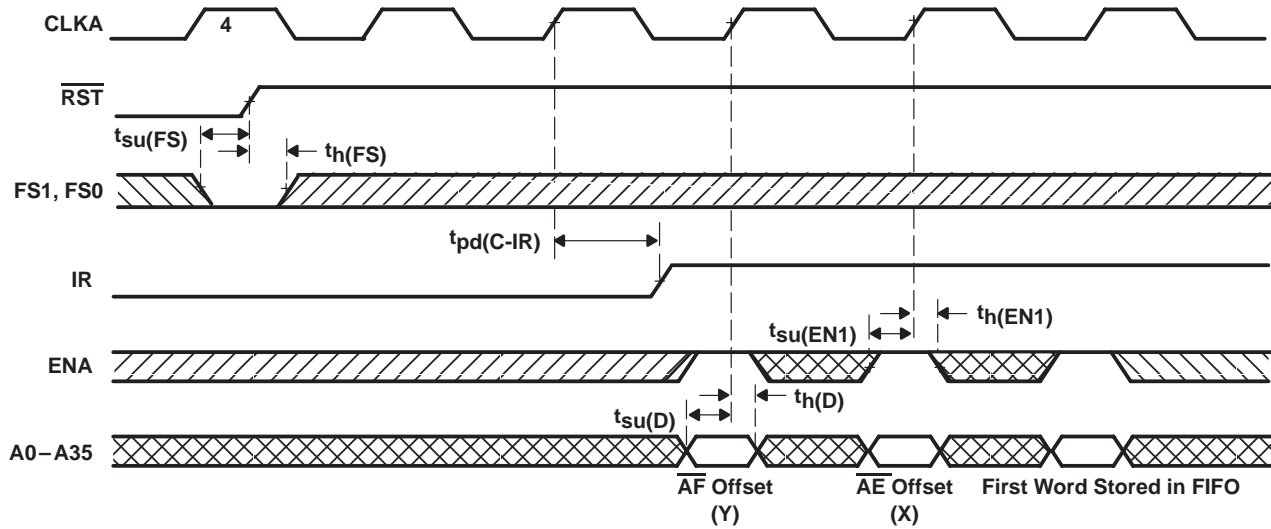 CLKA
4
RST
tsu(FS)
th(FS)
FS1, FS0
tpd(C-IR)
IR
tsu(EN1)
th(EN1)
ENA
tsu(D)
th(D)
A0–A35
AF Offset
(Y)
AE Offset
(X)
First Word Stored in FIFO